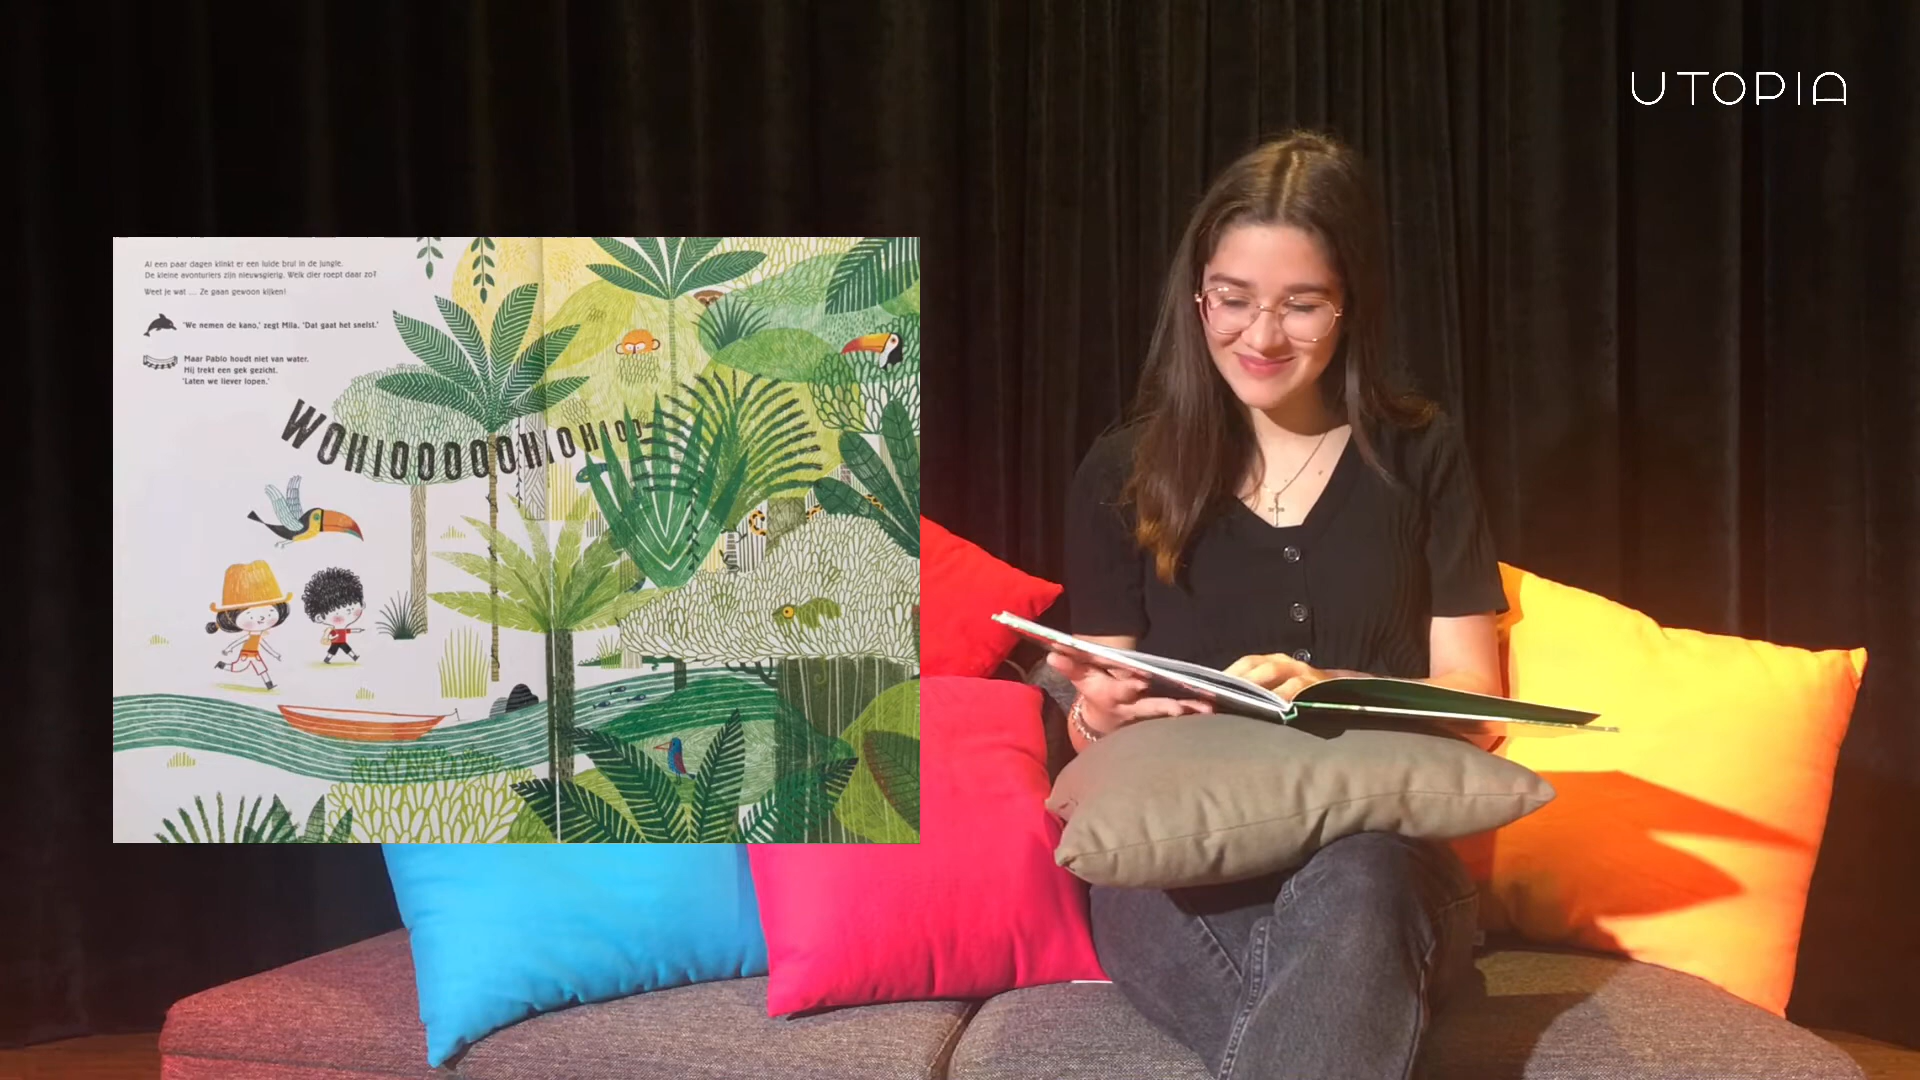 UTOPIA
Al een paar dagen klinkt er een luide brul in de jungle.
De kleine avonturiers zijn nieuwsgierig. Welk dier roept daar zo?
Weet je wat ... Ze gaan gewoon kijken!
'We nemen de kano,' zegt Mila. 'Dat gaat het snelst.'
Maar Pablo houdt niet van water.
Hij trekt een gek gezicht.
'Laten we liever lopen.'
WOHIOOOOOOHIOHIOO